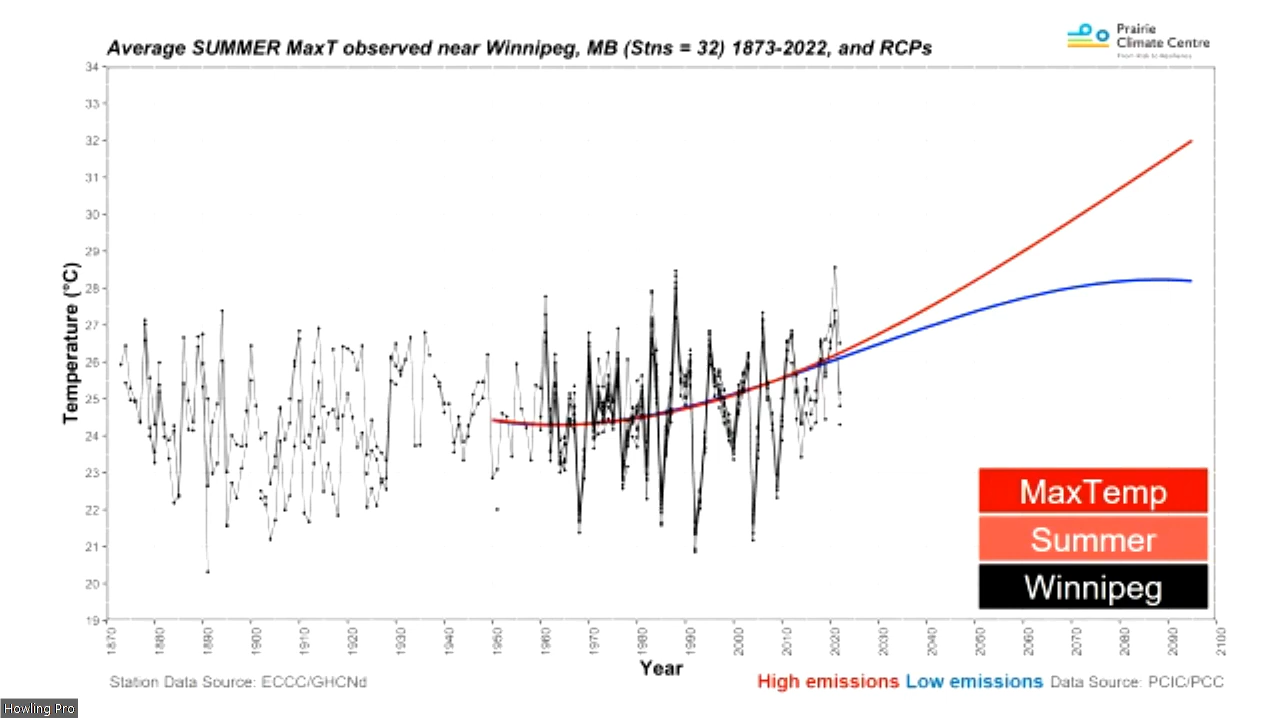 Average SUMMER MaxT observed near Winnipeg, MB (Stns = 32) 1873-2022, and RCPs
Prairie
Climate Centre
From Risk to Resilience
34
33
32
31
30
29
28
27
26
25
24
23
22
21
20
19
Temperature (°C)
MaxTemp
Summer
Winnipeg
1870 1880 1890 1900 1910 1920 1930 1940 1950 1960 1970 1980 1990 2000 2010 2020 2030 2040 2050 2060 2070 2080 2090 2100
Year
Station Data Source: ECCC/GHCNd
High emissions Low emissions Data Source: PCIC/PCC
Howling Pro